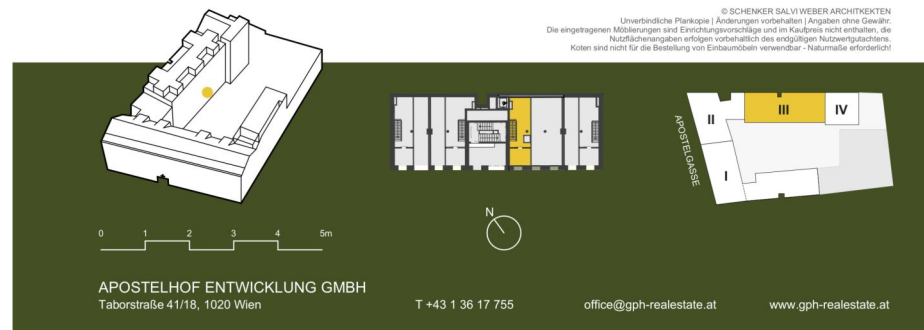 © SCHENKER SALVI WEBER ARCHITKEKTEN
Unverbindliche Plankopie | Änderungen vorbehalten | Angaben ohne Gewähr.
Die eingetragenen Möblierungen sind Einrichtungsvorschläge und im Kaufpreis nicht enthalten, die
Nutzflächenangaben erfolgen vorbehaltlich des endgültigen Nutzwertgutachtens.
Koten sind nicht für die Bestellung von Einbaumöbeln verwendbar - Naturmaße erforderlich!
II
III
IV
APOSTELGASSE
I
N
0 1 2 3 4 5m
APOSTELHOF ENTWICKLUNG GMBH
Taborstraße 41/18, 1020 Wien
T +43 1 36 17 755
office@gph-realestate.at
www.gph-realestate.at